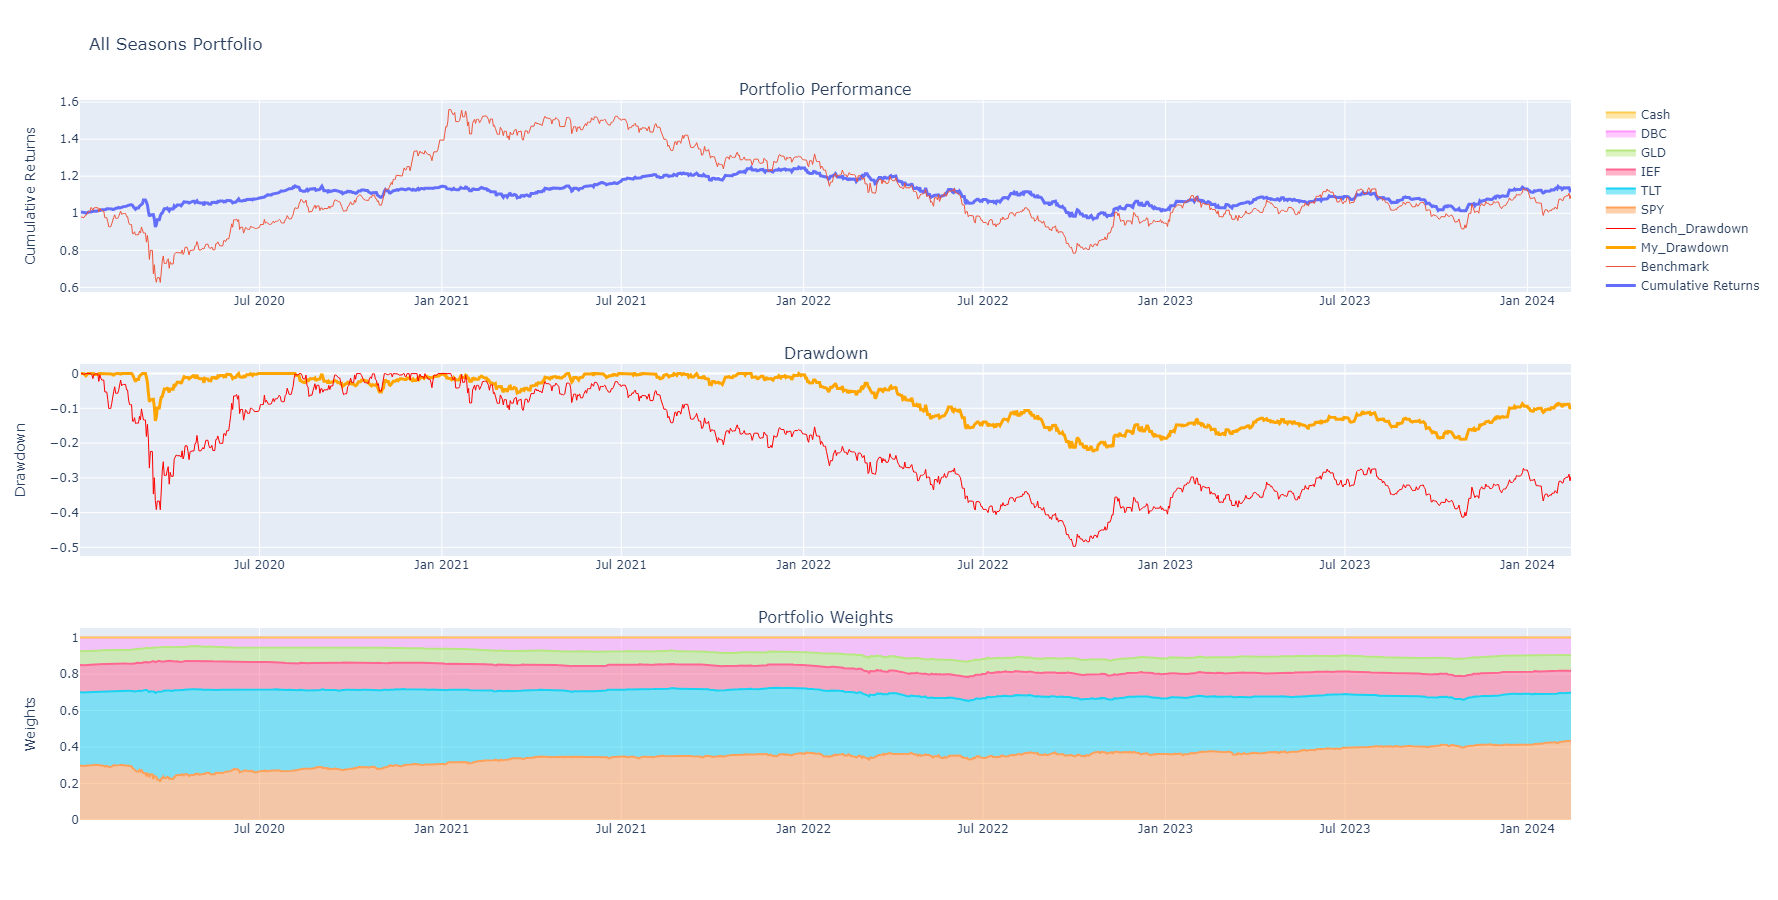 All Seasons Portfolio
Portfolio Performance
Cumulative Returns
1.6
1.4
1.2
1
0.8
0.6
Jul 2020 Jan 2021 Jul 2021 Jan 2022 Jul 2022 Jan 2023 Jul 2023 Jan 2024
Cash
DBC
GLD
IEF
TLT
SPY
Bench_Drawdown
My_Drawdown
Benchmark
Cumulative Returns
Drawdown
Drawdown
0
−0.1
−0.2
−0.3
−0.4
−0.5
Jul 2020 Jan 2021 Jul 2021 Jan 2022 Jul 2022 Jan 2023 Jul 2023 Jan 2024
Portfolio Weights
Weights
1
0.8
0.6
0.4
0.2
0
Jul 2020 Jan 2021 Jul 2021 Jan 2022 Jul 2022 Jan 2023 Jul 2023 Jan 2024